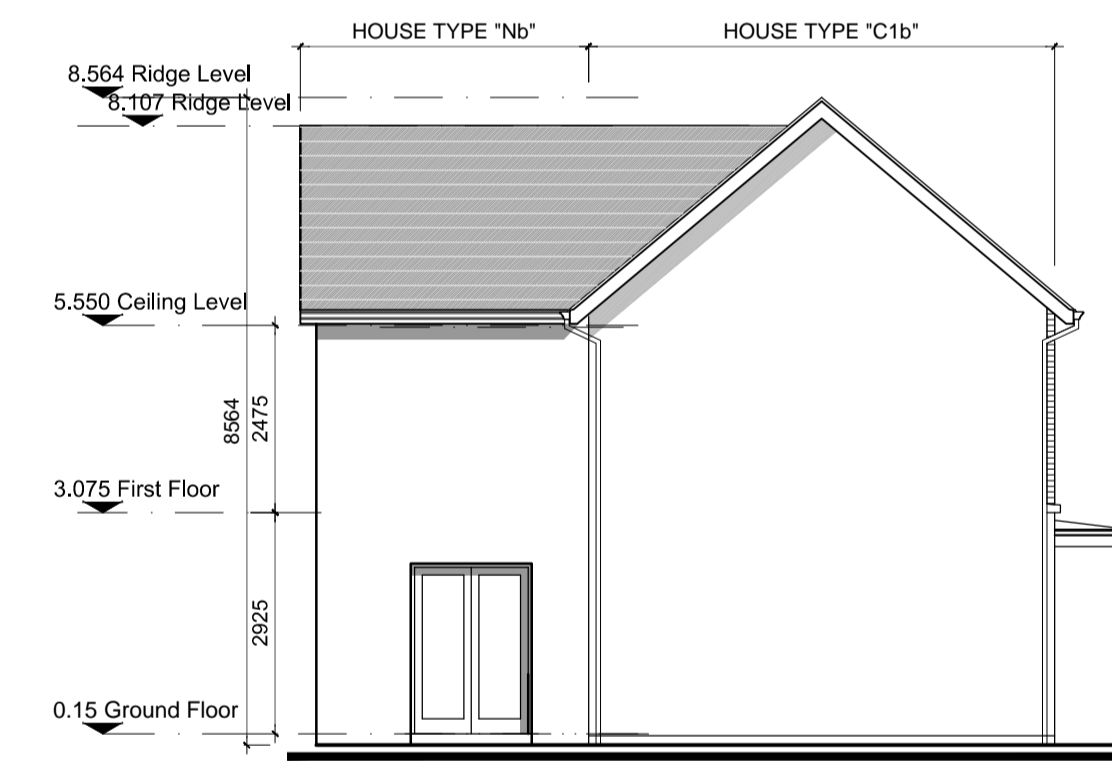 HOUSE TYPE "Nb"
HOUSE TYPE "C1b"
8.564 Ridge Level
8.107 Ridge Level
5.550 Ceiling Level
8564
2475
3.075 First Floor
2925
0.15 Ground Floor